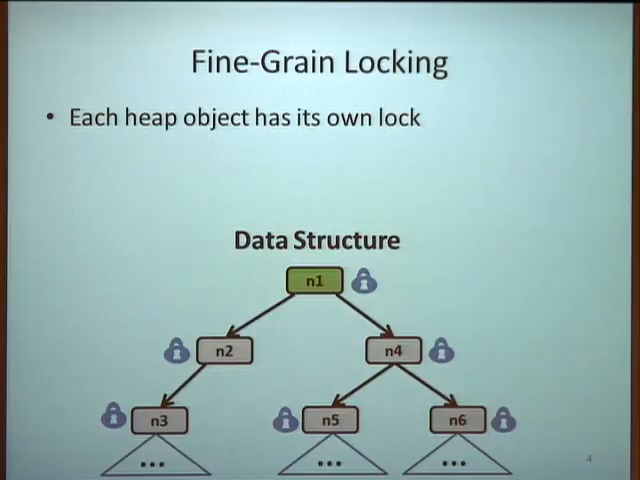 Fine-Grain Locking
• Each heap object has its own lock
Data Structure
n1
n2
n4
n3
n5
n6
...
...
...
4